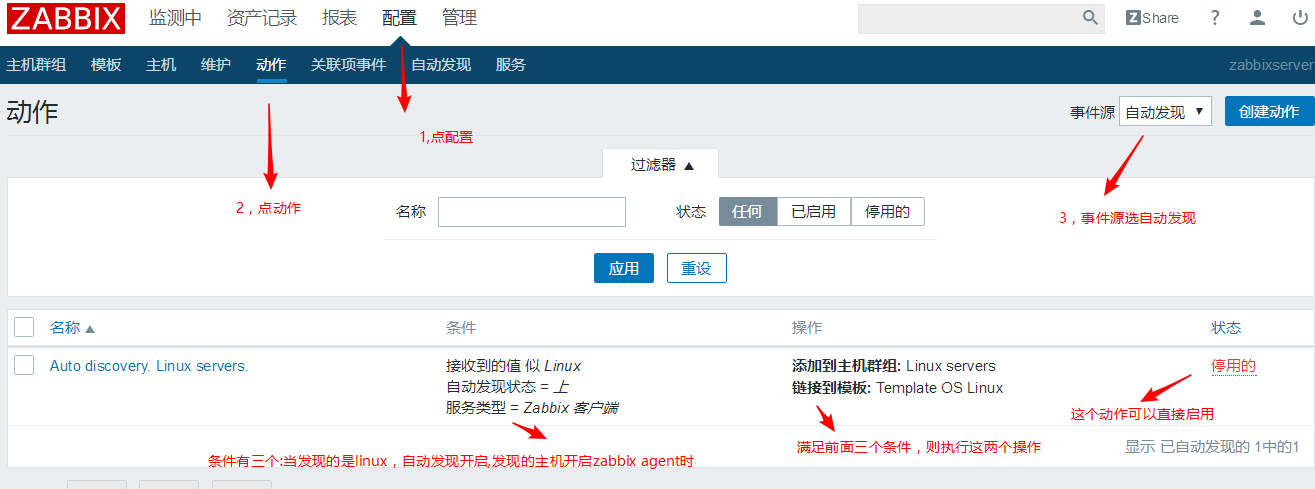 ZABBIX 监测中 资产记录 报表 配置 管理 Z Share ?
主机群组 模板 主机 维护 动作 关联项事件 自动发现 服务 zabbixserver
动作 事件源 自动发现 ▼ 创建动作
1,点配置
过滤器 ▲
2，点动作 名称 状态 任何 已启用 停用的 3，事件源选自动发现
应用 重设
名称 ▲ 条件 操作 状态
Auto discovery. Linux servers. 接收到的值 似 Linux 添加到主机群组: Linux servers 停用的
自动发现状态 = 上 链接到模板: Template OS Linux
服务类型 = Zabbix 客户端 这个动作可以直接启用
满足前面三个条件，则执行这两个操作 显示 已自动发现的 1中的1
条件有三个:当发现的是linux，自动发现开启,发现的主机开启zabbix agent时